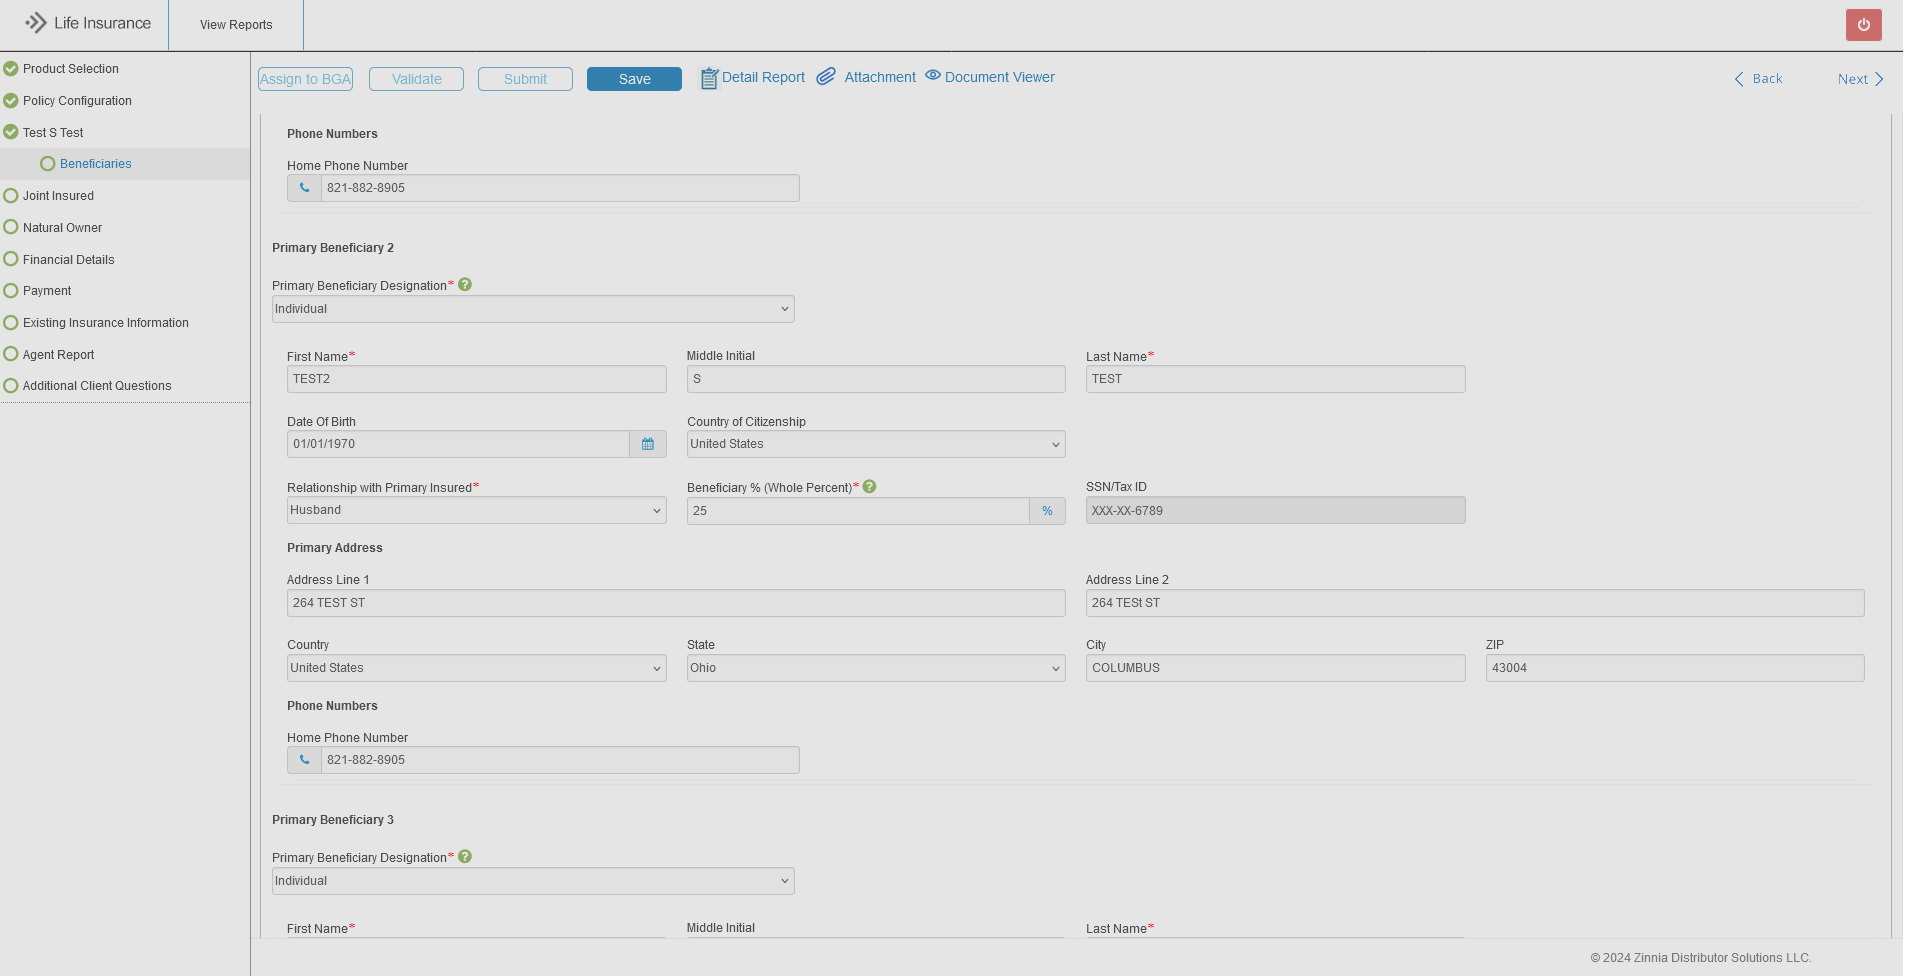 Life Insurance
View Reports
Product Selection
Policy Configuration
Test S Test
Beneficiaries
Joint Insured
Natural Owner
Financial Details
Payment
Existing Insurance Information
Agent Report
Additional Client Questions
Assign to BGA Validate Submit Save Detail Report Attachment Document Viewer Back Next
Phone Numbers
Home Phone Number
821-882-8905
Primary Beneficiary 2
Primary Beneficiary Designation* ?
Individual
First Name* Middle Initial Last Name*
TEST2 S TEST
Date Of Birth Country of Citizenship
01/01/1970 United States
Relationship with Primary Insured* Beneficiary % (Whole Percent)* ? SSN/Tax ID
Husband 25 % XXX-XX-6789
Primary Address
Address Line 1 Address Line 2
264 TEST ST 264 TESt ST
Country State City ZIP
United States Ohio COLUMBUS 43004
Phone Numbers
Home Phone Number
821-882-8905
Primary Beneficiary 3
Primary Beneficiary Designation* ?
Individual
First Name* Middle Initial Last Name*
© 2024 Zinnia Distributor Solutions LLC.